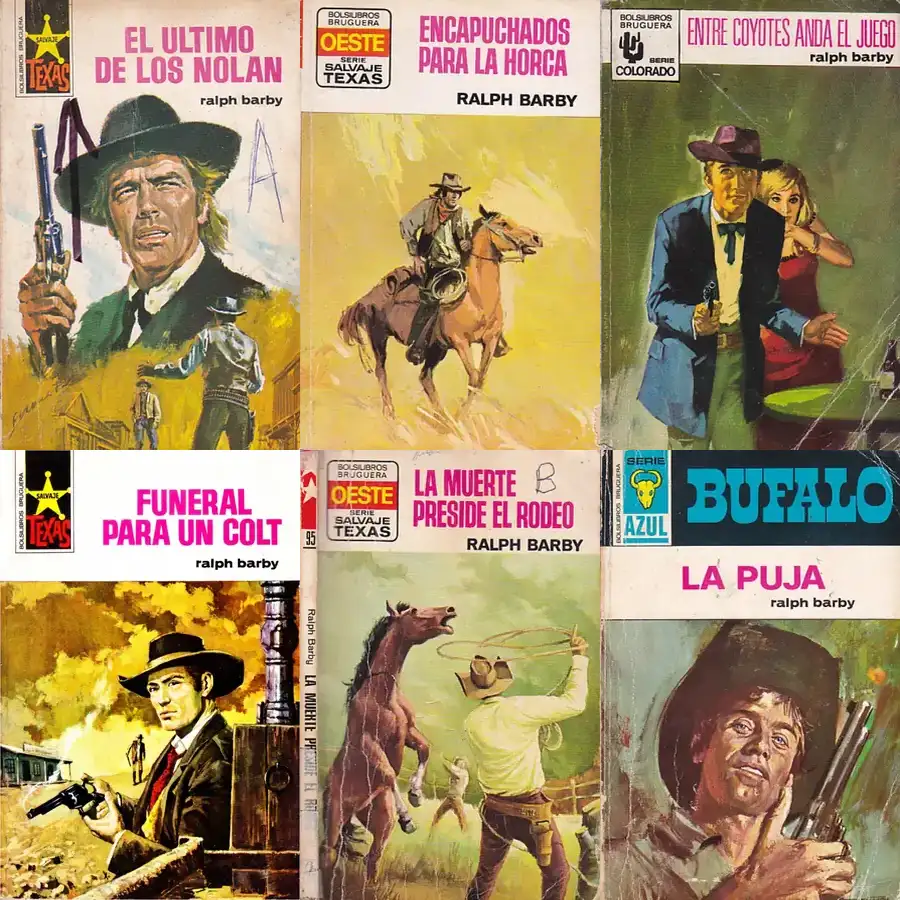 BOLSILIBROS BRUGUERA
SALVAJE
TEXAS
EL ULTIMO
DE LOS NOLAN
ralph barby
A
BOLSILIBROS
BRUGUERA
OESTE
SERIE
SALVAJE
TEXAS
ENCAPUCHADOS
PARA LA HORCA
RALPH BARBY
BOLSILIBROS
BRUGUERA
SERIE
COLORADO
ENTRE COYOTES ANDA EL JUEGO
ralph barby
BOLSILIBROS BRUGUERA
SALVAJE
TEXAS
FUNERAL
PARA UN COLT
ralph barby
95
Ralph Barby
BOLSILIBROS
BRUGUERA
OESTE
SERIE
SALVAJE
TEXAS
LA MUERTE
PRESIDE EL RODEO
B
RALPH BARBY
BOLSILIBROS BRUGUERA
SERIE
AZUL
BUFALO
LA PUJA
ralph barby